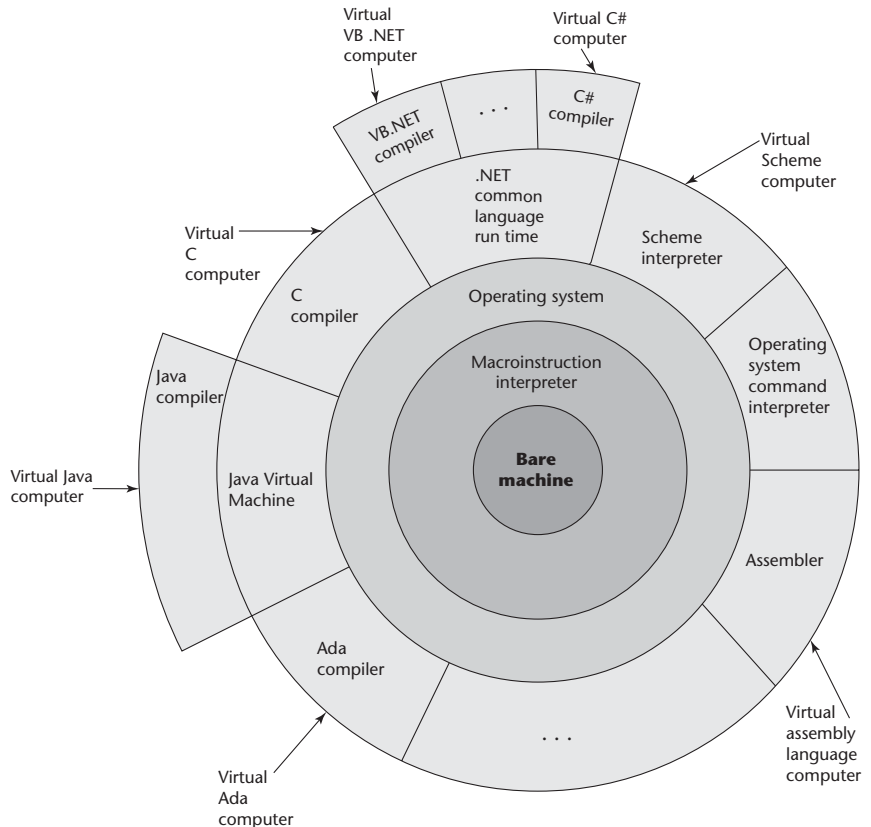 Virtual
VB .NET
computer
Virtual C#
computer
VB.NET
compiler
. . .
C#
compiler
Virtual
Scheme
computer
.NET
common
language
run time
Virtual
C
computer
Scheme
interpreter
C
compiler
Operating system
Operating
system
command
interpreter
Macroinstruction
interpreter
Java
compiler
Bare
machine
Virtual Java
computer
Java Virtual
Machine
Assembler
Ada
compiler
. . .
Virtual
assembly
language
computer
Virtual
Ada
computer